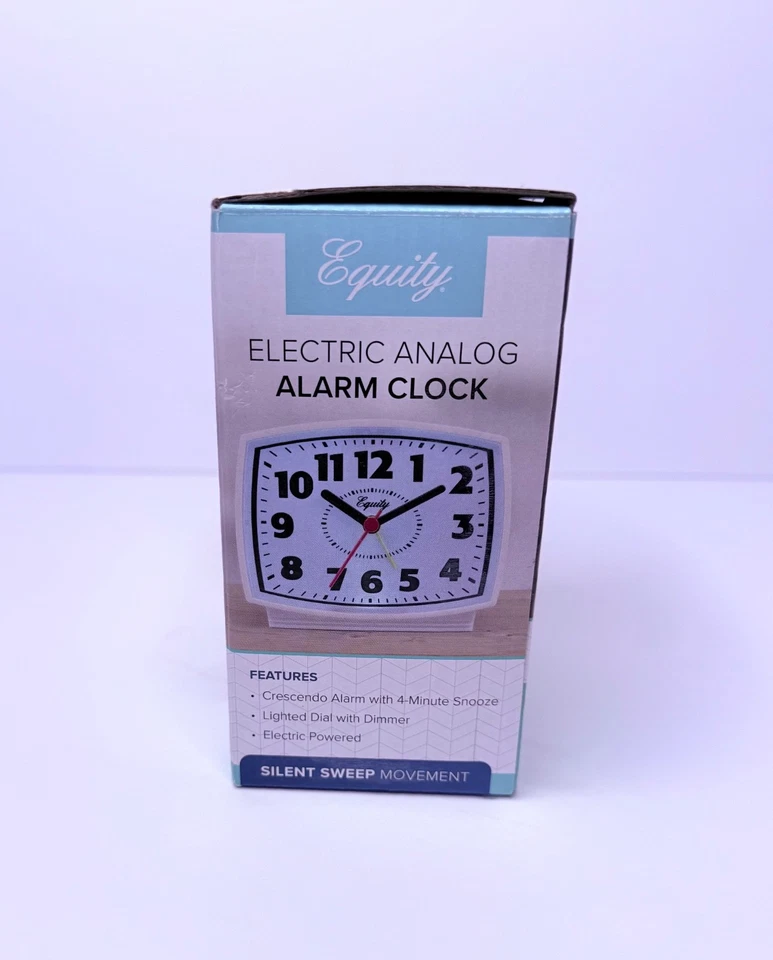 Equity
ELECTRIC ANALOG
ALARM CLOCK
11 12 1
10 2
Equity
9 3
8 4
7 6 5
FEATURES
• Crescendo Alarm with 4-Minute Snooze
• Lighted Dial with Dimmer
• Electric Powered
SILENT SWEEP MOVEMENT